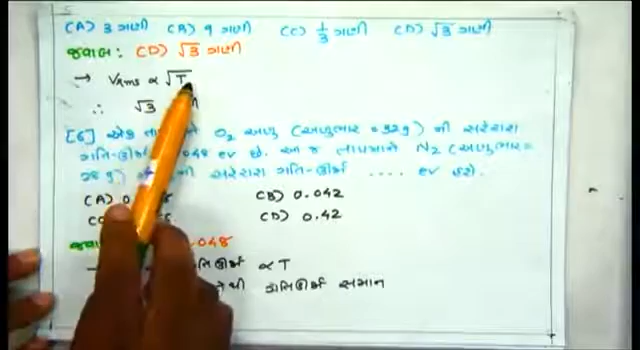 (A) 3 ગણી (B) 9 ગણી (C) 1/3 ગણી (D) √3 ગણી
જવાબ: (D) √3 ગણી
→ Vrms ∝ √T
∴ √3
[6] એક O2 અણુ (અણુભાર = 32g) ની સરેરાશ
ગતિઊર્જા 048 ev છે. આ જ તાપમાને N2 (અણુભાર =
28g) ની સરેરાશ ગતિ-ઊર્જા .... ev હશે.
(A) 0 (B) 0.042
(C) (D) 0.42
048
ગતિઊર્જા ∝ T
તેથી ગતિઊર્જા સમાન